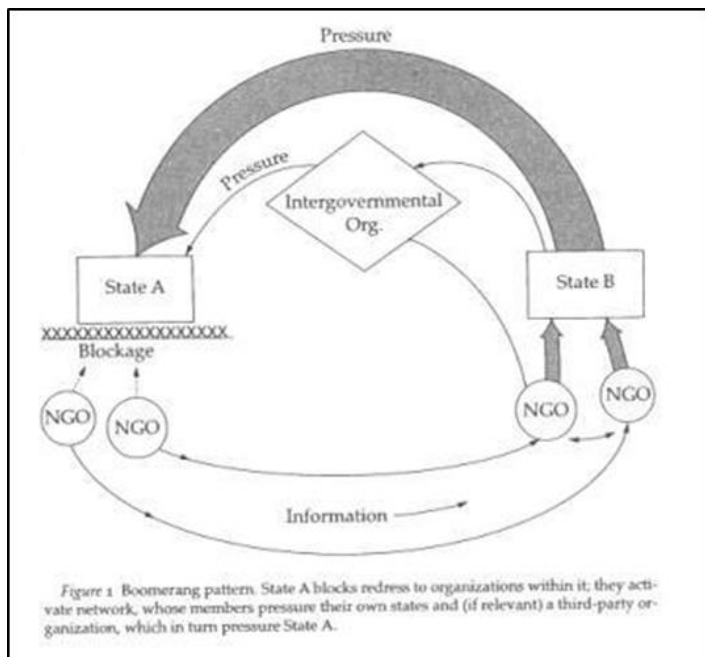 Pressure
Pressure
Intergovernmental
Org.
State A
State B
XXXXXXXXXXXXXXXXXXX
Blockage
NGO
NGO
NGO
NGO
Information
Figure 1 Boomerang pattern. State A blocks redress to organizations within it; they acti-
vate network, whose members pressure their own states and (if relevant) a third-party or-
ganization, which in turn pressure State A.